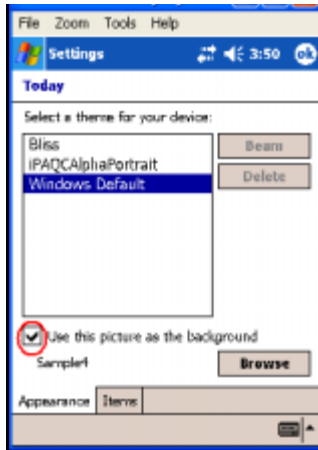 File Zoom Tools Help
Settings 3:50 ok
Today
Select a theme for your device:
Bliss Beam
iPAQCAlphaPortrait Delete
Windows Default
Use this picture as the background
Sample4 Browse
Appearance Items